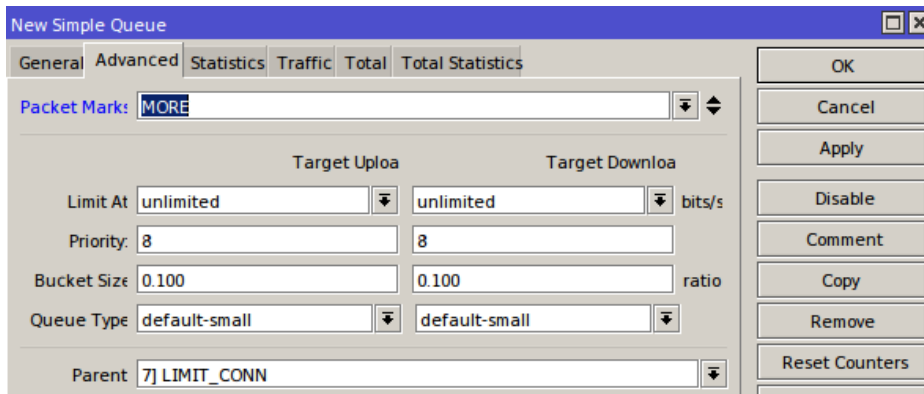 New Simple Queue
General Advanced Statistics Traffic Total Total Statistics
Packet Marks MORE
Target Uploa Target Downloa
Limit At unlimited unlimited bits/s
Priority: 8 8
Bucket Size 0.100 0.100 ratio
Queue Type default-small default-small
Parent 7] LIMIT_CONN
OK
Cancel
Apply
Disable
Comment
Copy
Remove
Reset Counters